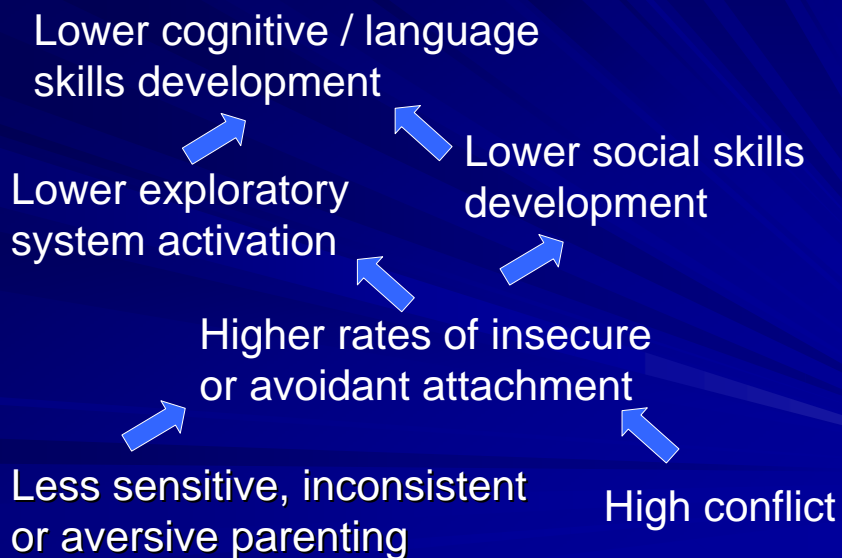 Lower cognitive / language
skills development
Lower social skills
development
Lower exploratory
system activation
Higher rates of insecure
or avoidant attachment
Less sensitive, inconsistent
or aversive parenting
High conflict